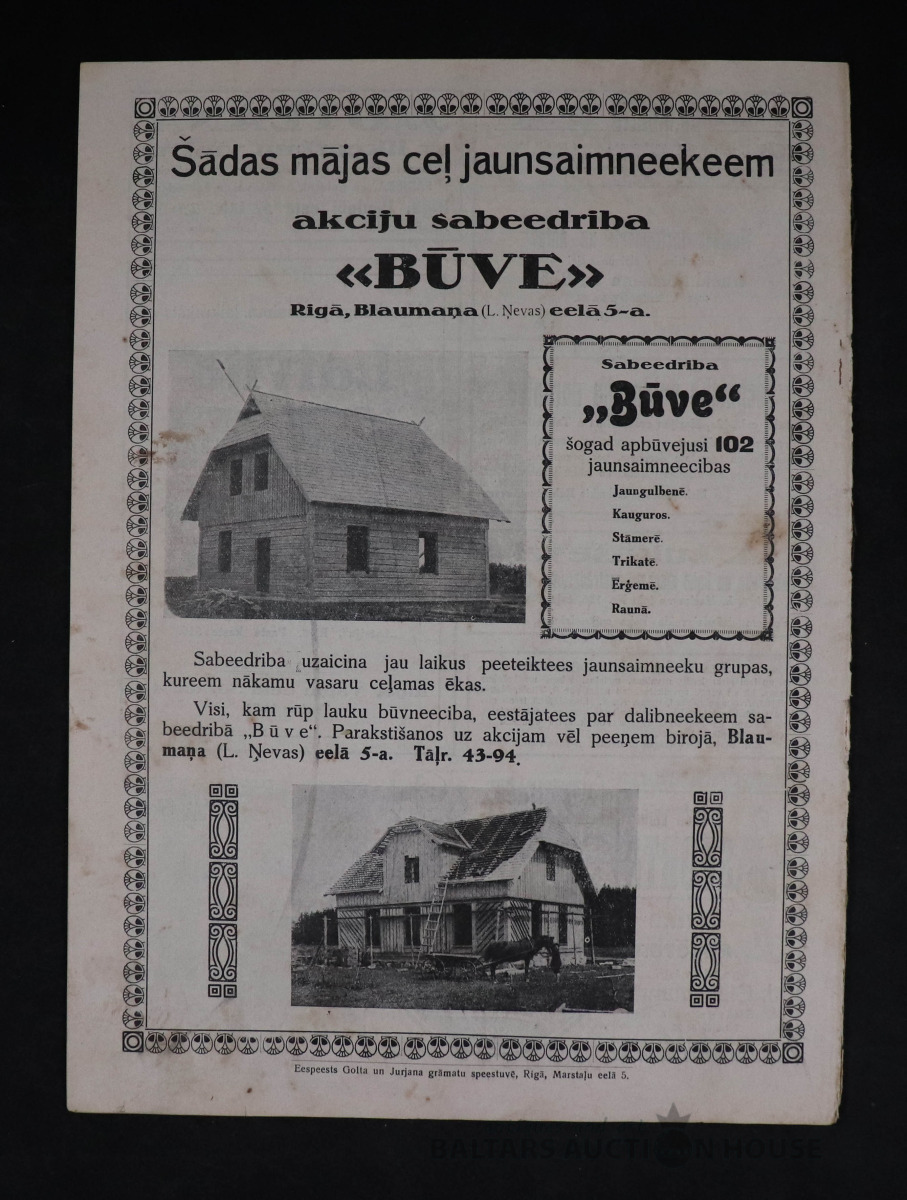 Šādas mājas ceļ jaunsaimneekeem
akciju sabeedriba
«BŪVE»
Rigā, Blaumaņa (L. Ņevas) eelā 5-a.
Sabeedriba
„Būve“
šogad apbūvejusi 102
jaunsaimneecibas
Jaungulbenē.
Kauguros.
Stāmerē.
Trikatē.
Ērģemē.
Raunā.
Sabeedriba uzaicina jau laikus peeteiktees jaunsaimneeku grupas,
kureem nākamu vasaru ceļamas ēkas.
Visi, kam rūp lauku būvneeciba, eestājatees par dalibneekeem sa-
beedribā „Būve“. Parakstišanos uz akcijam vēl peeņem birojā, Blau-
maņa (L. Ņevas) eelā 5-a. Tāļr. 43-94.
Eespeests Golta un Jurjana grāmatu speestuvē, Rigā, Marstaļu eelā 5.
BALTARS AUCTION HOUSE